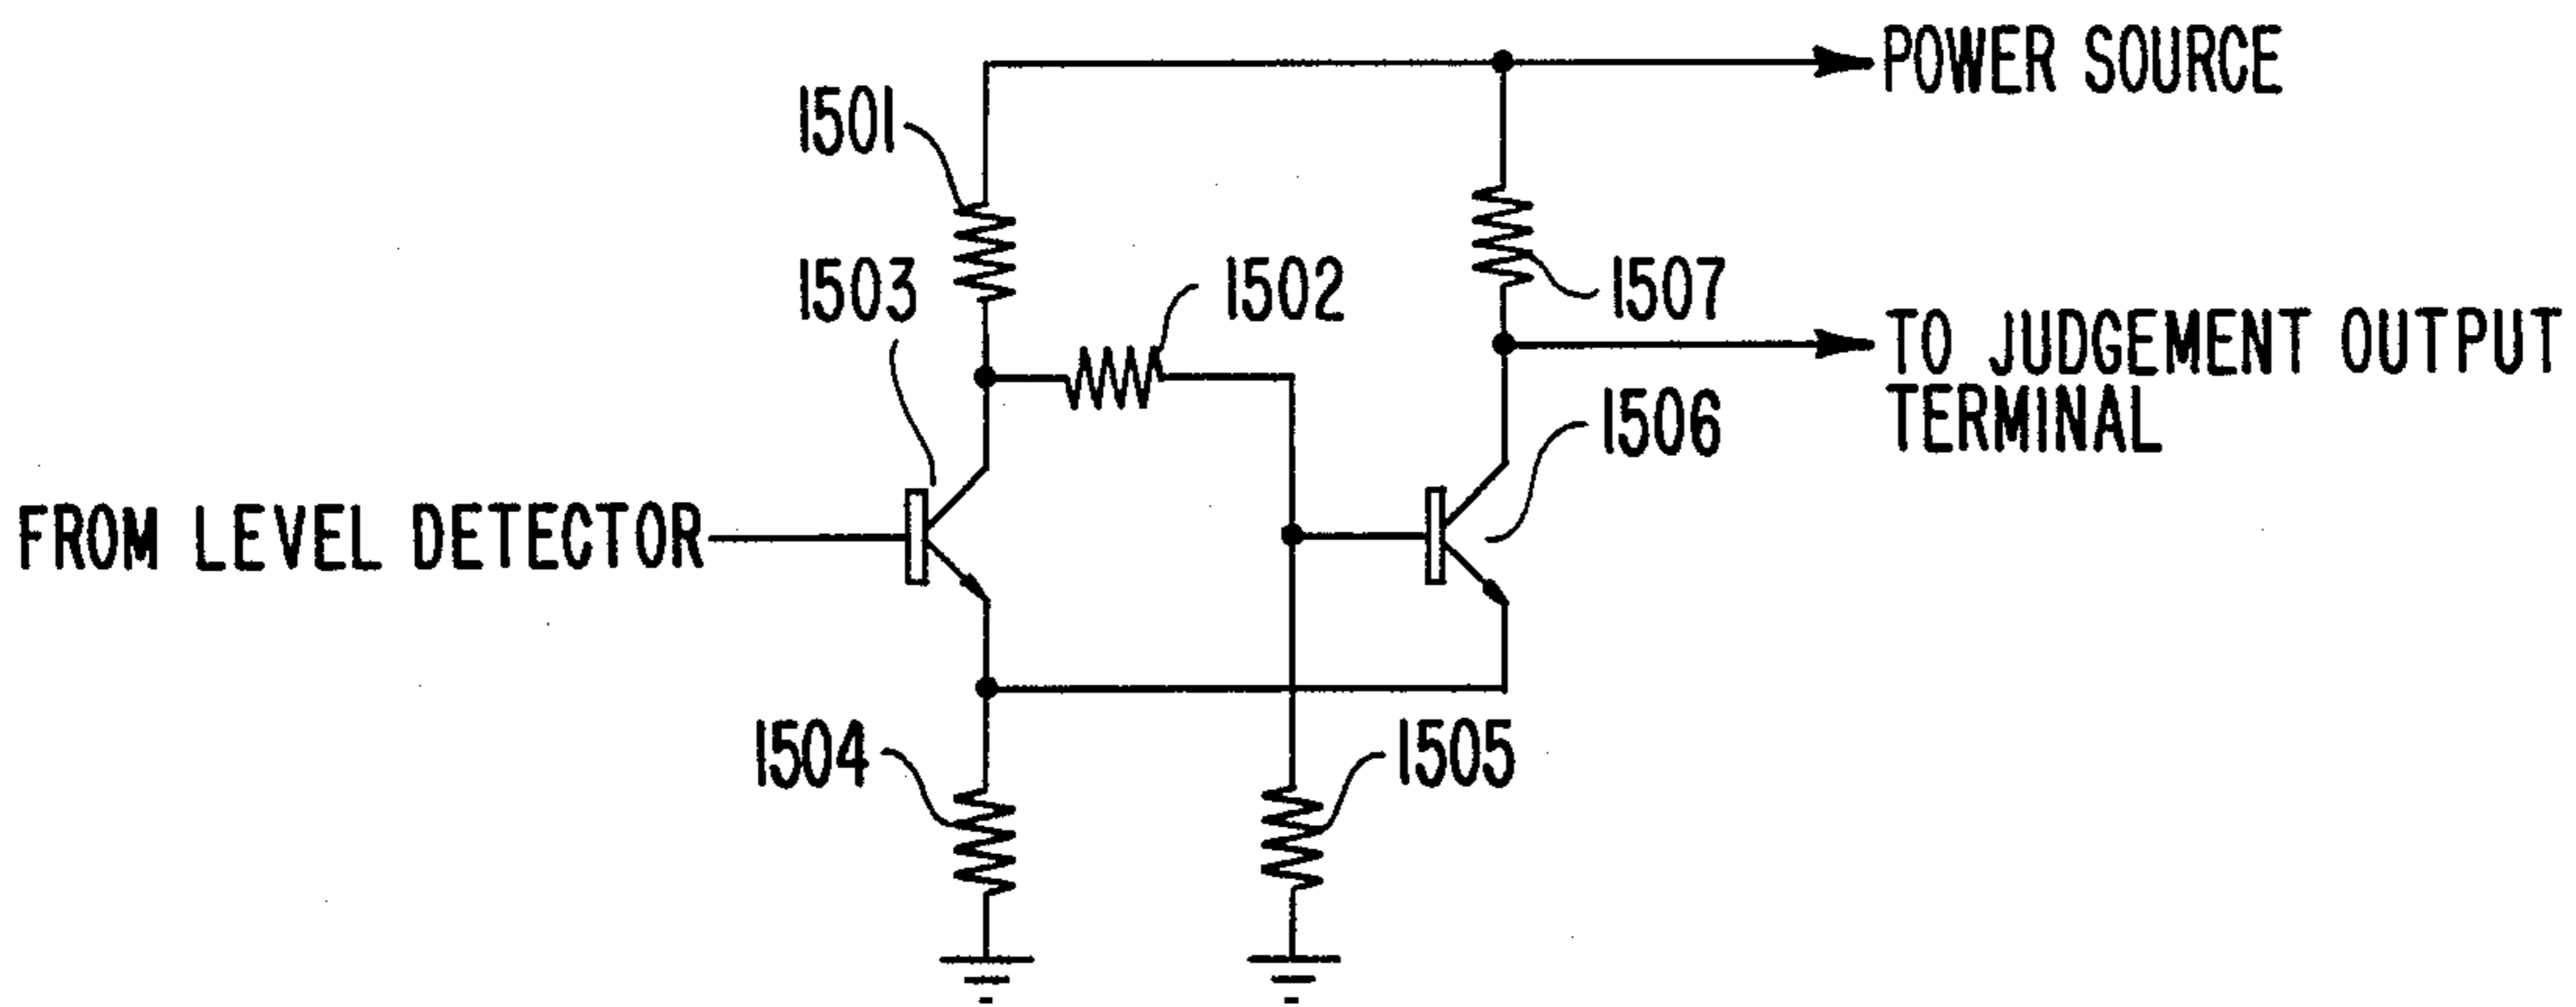 POWER SOURCE
1501
1503
1502
1507
TO JUDGEMENT OUTPUT
TERMINAL
1506
FROM LEVEL DETECTOR
1504
1505